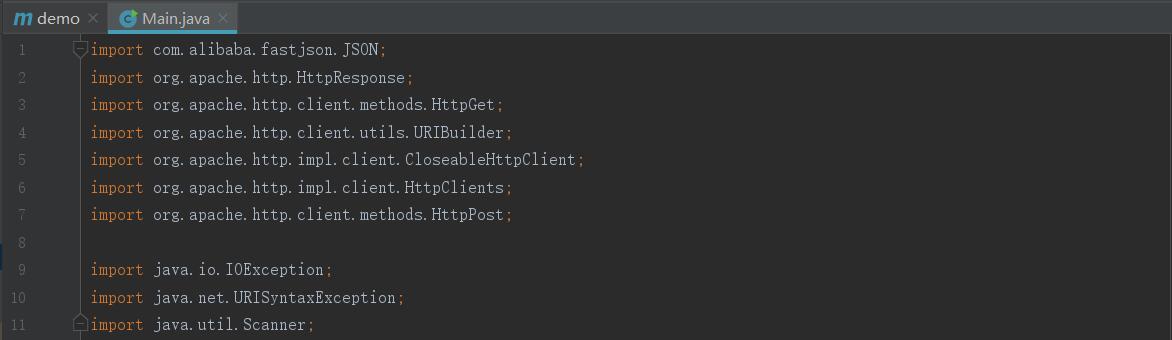 m demo × C Main.java ×
1 import com.alibaba.fastjson.JSON;
2 import org.apache.http.HttpResponse;
3 import org.apache.http.client.methods.HttpGet;
4 import org.apache.http.client.utils.URIBuilder;
5 import org.apache.http.impl.client.CloseableHttpClient;
6 import org.apache.http.impl.client.HttpClients;
7 import org.apache.http.client.methods.HttpPost;
8
9 import java.io.IOException;
10 import java.net.URISyntaxException;
11 import java.util.Scanner;